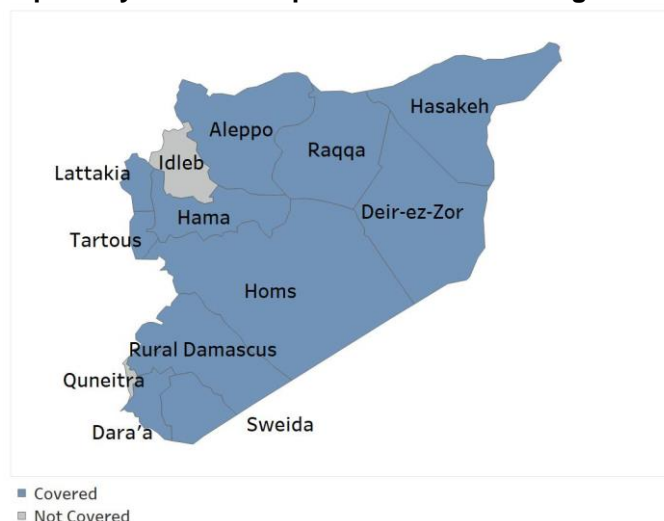 Hasakeh
Aleppo
Raqqa
Idleb
Lattakia
Deir-ez-Zor
Hama
Tartous
Homs
Rural Damascus
Quneitra
Sweida
Dara'a
Covered
Not Covered